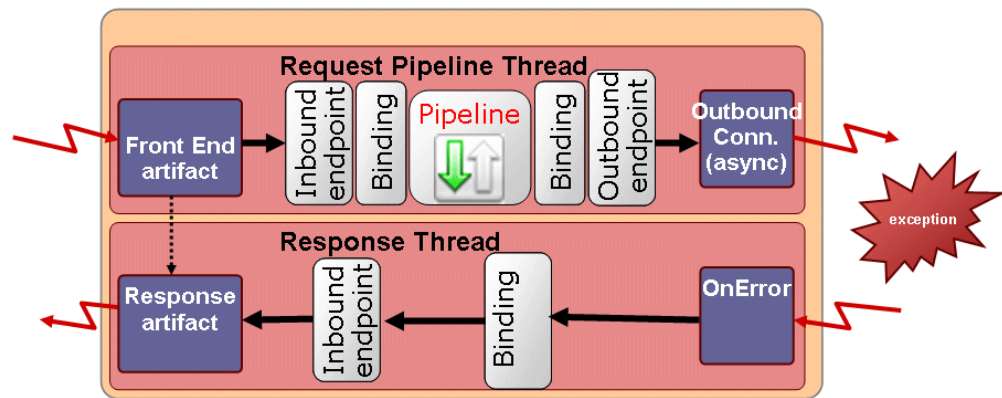 Request Pipeline Thread
Front End
artifact
Inbound
endpoint
Binding
Pipeline
Binding
Outbound
endpoint
Outbound
Conn.
(async)
exception
Response Thread
Response
artifact
Inbound
endpoint
Binding
OnError